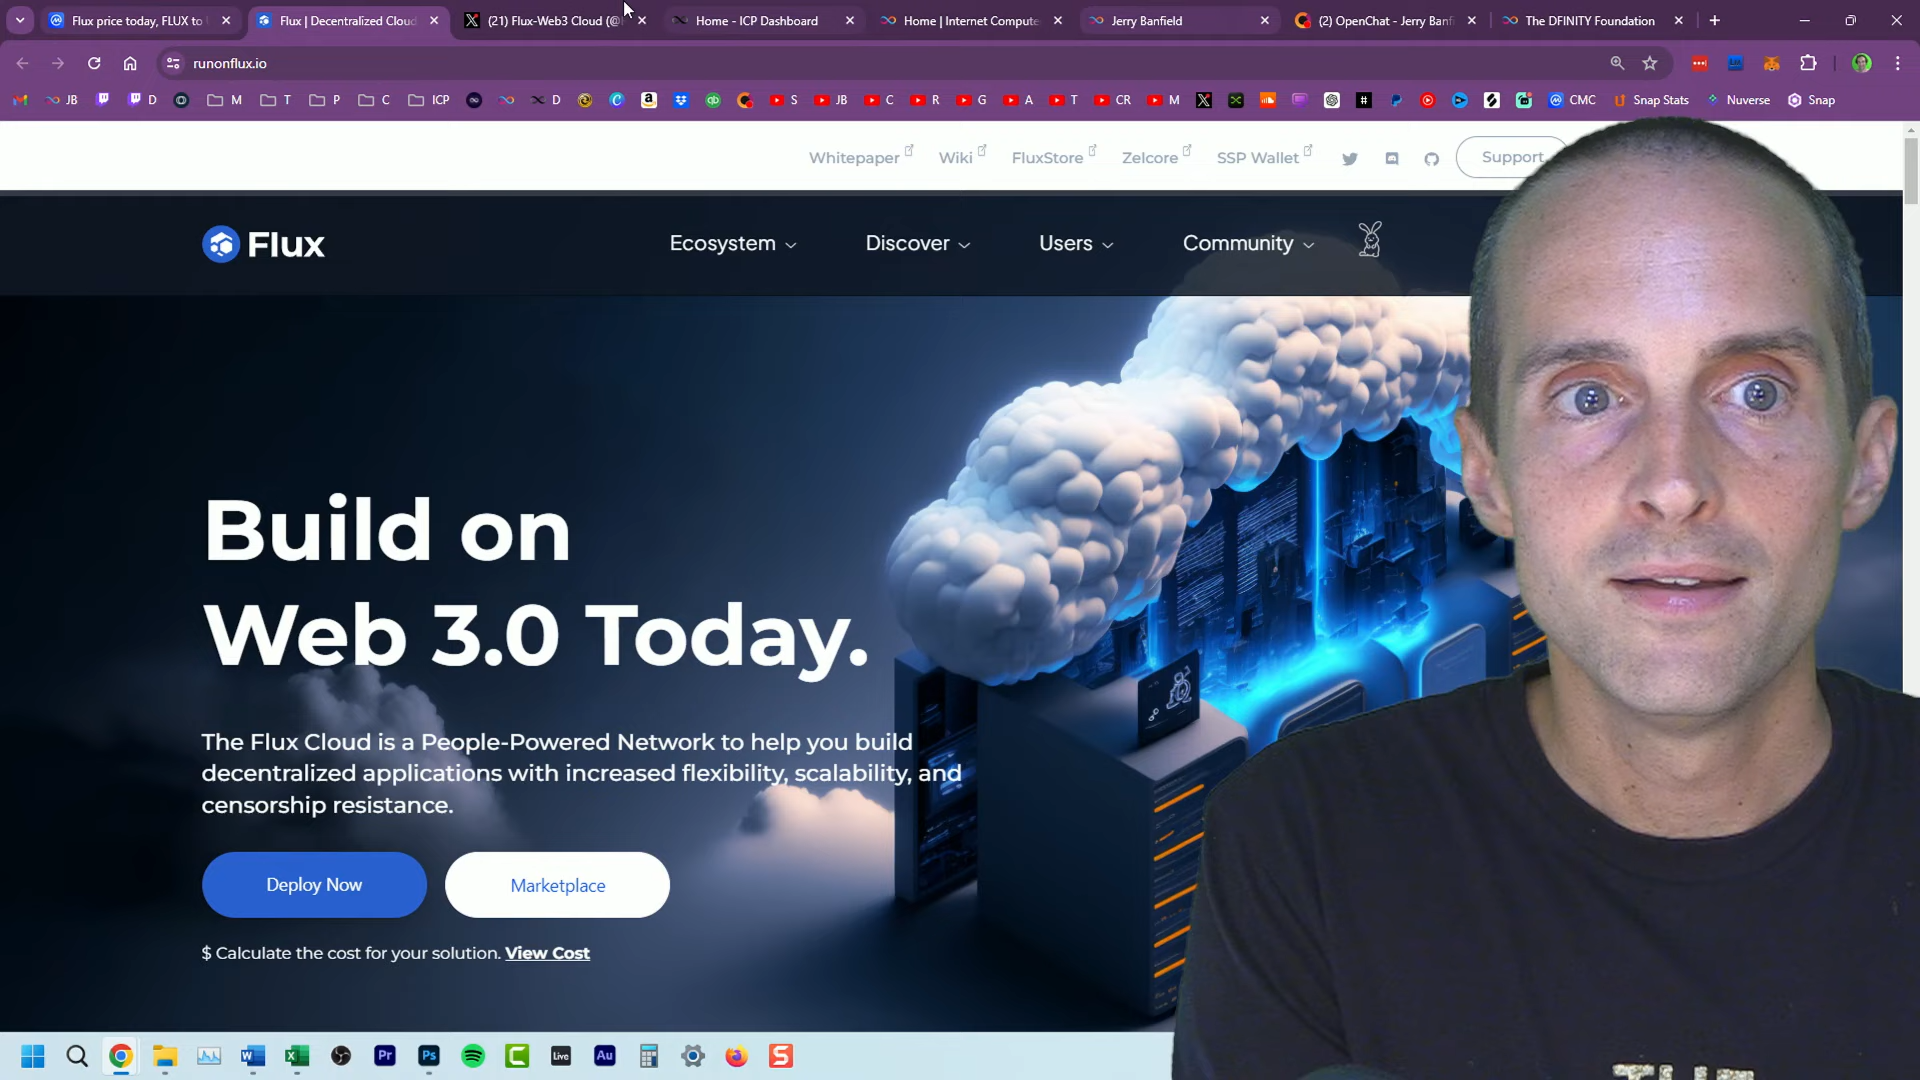 Flux price today, FLUX to
Flux | Decentralized Cloud
(21) Flux-Web3 Cloud (@
Home - ICP Dashboard
Home | Internet Compute
Jerry Banfield
(2) OpenChat - Jerry Banf
The DFINITY Foundation
runonflux.io
JB
D
M
T
P
C
ICP
D
S
JB
C
R
G
A
T
CR
M
CMC
Snap Stats
Nuverse
Snap
Whitepaper
Wiki
FluxStore
Zelcore
SSP Wallet
Support
Flux
Ecosystem
Discover
Users
Community
Build on
Web 3.0 Today.
The Flux Cloud is a People-Powered Network to help you build
decentralized applications with increased flexibility, scalability, and
censorship resistance.
Deploy Now
Marketplace
$ Calculate the cost for your solution. View Cost
Pr
Ps
Live
Au